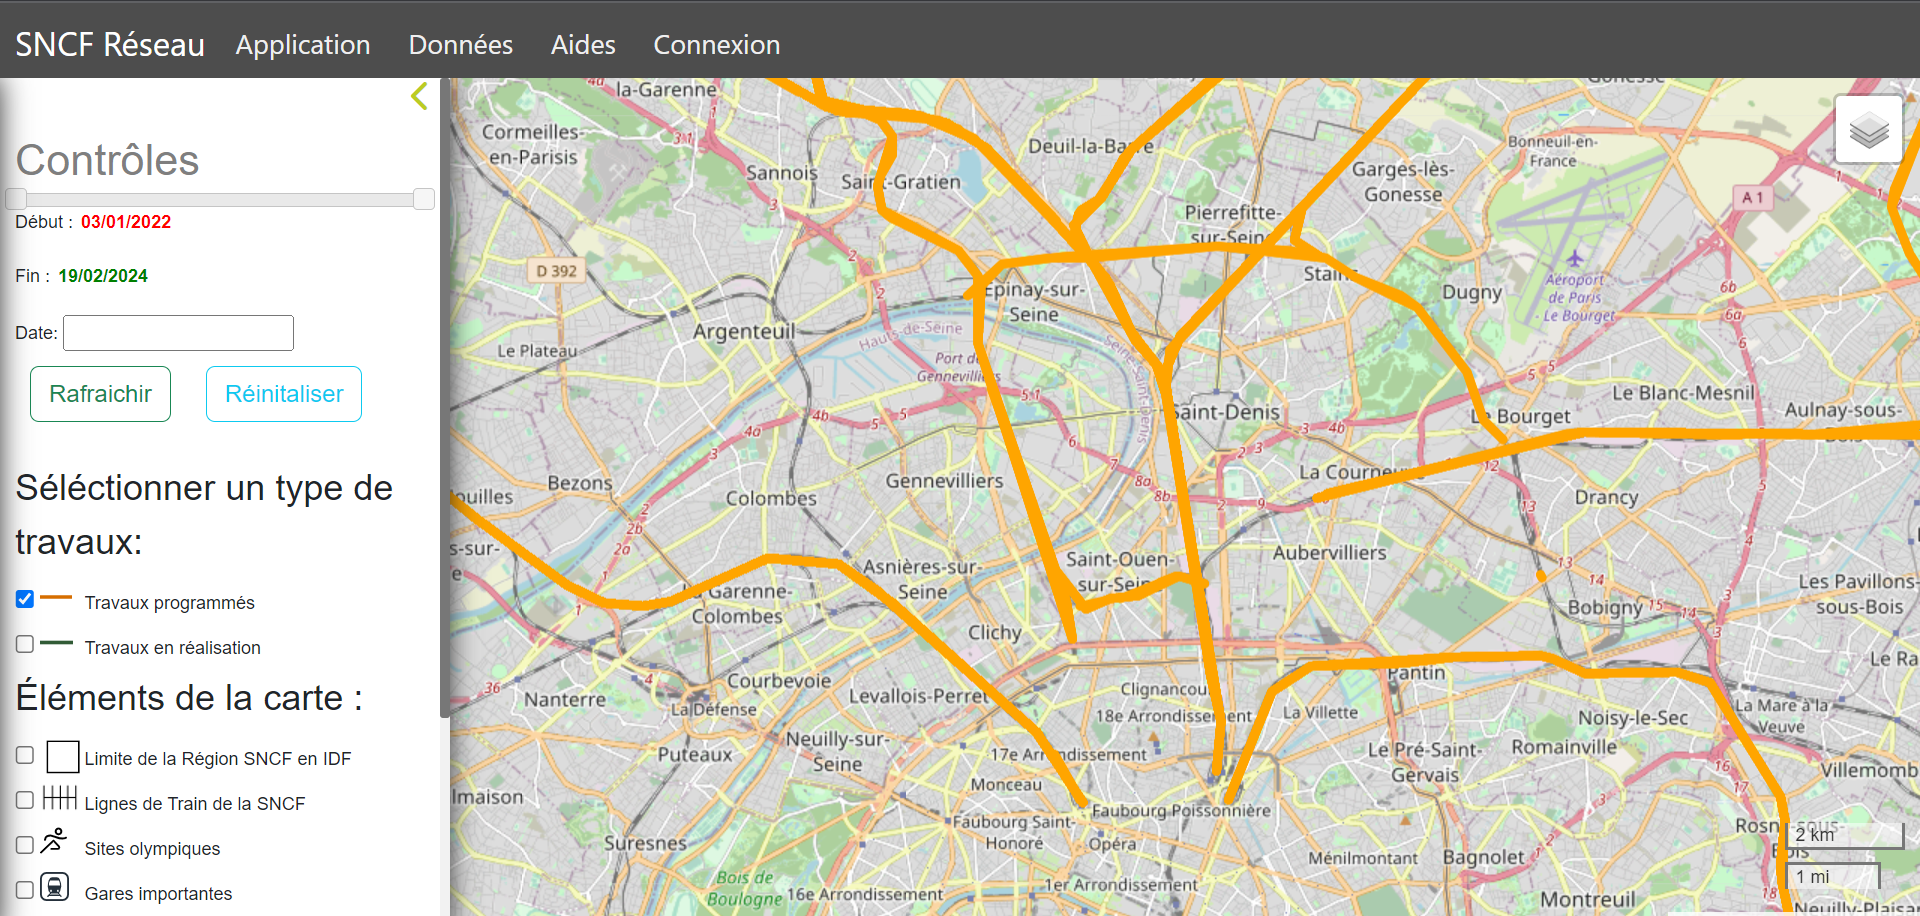 SNCF Réseau Application Données Aides Connexion
Contrôles
Début : 03/01/2022
Fin : 19/02/2024
Date:
Rafraichir Réinitaliser
Séléctionner un type de
travaux:
Travaux programmés
Travaux en réalisation
Éléments de la carte :
Limite de la Région SNCF en IDF
Lignes de Train de la SNCF
Sites olympiques
Gares importantes
la-Garenne
Cormeilles-
en-Parisis
Sannois
Saint-Gratien
Deuil-la-Barre
Gonesse
Bonneuil-en-
France
Garges-lès-
Gonesse
A 1
Pierrefitte-
sur-Seine
D 392
Stains
Dugny
Aéroport
de Paris
- Le Bourget
Epinay-sur-
Seine
Argenteuil
Hauts-de-Seine
Le Plateau
Port de
Gennevilliers
Seine-Saint-Denis
Saint-Denis
Le Bourget
Le Blanc-Mesnil
Aulnay-sous-
Bois
La Courneuve
Drancy
Bezons
Colombes
Gennevilliers
Aubervilliers
Saint-Ouen-
sur-Seine
Asnières-sur-
Seine
La Garenne-
Colombes
Clichy
Bobigny
Les Pavillons-
sous-Bois
Nanterre
La Défense
Courbevoie
Levallois-Perret
Clignancourt
18e Arrondissement
La Villette
Pantin
Noisy-le-Sec
La Mare à la
Veuve
Puteaux
Neuilly-sur-
Seine
17e Arrondissement
Monceau
Le Pré-Saint-
Gervais
Romainville
Villemomb
lmaison
Faubourg Poissonnière
Faubourg Saint-
Honoré
Opéra
Suresnes
Ménilmontant
Bagnolet
Rosny-sous-
Bois
2 km
1 mi
Bois de
Boulogne
16e Arrondissement
1er Arrondissement
Montreuil
Neuilly-Plaisan